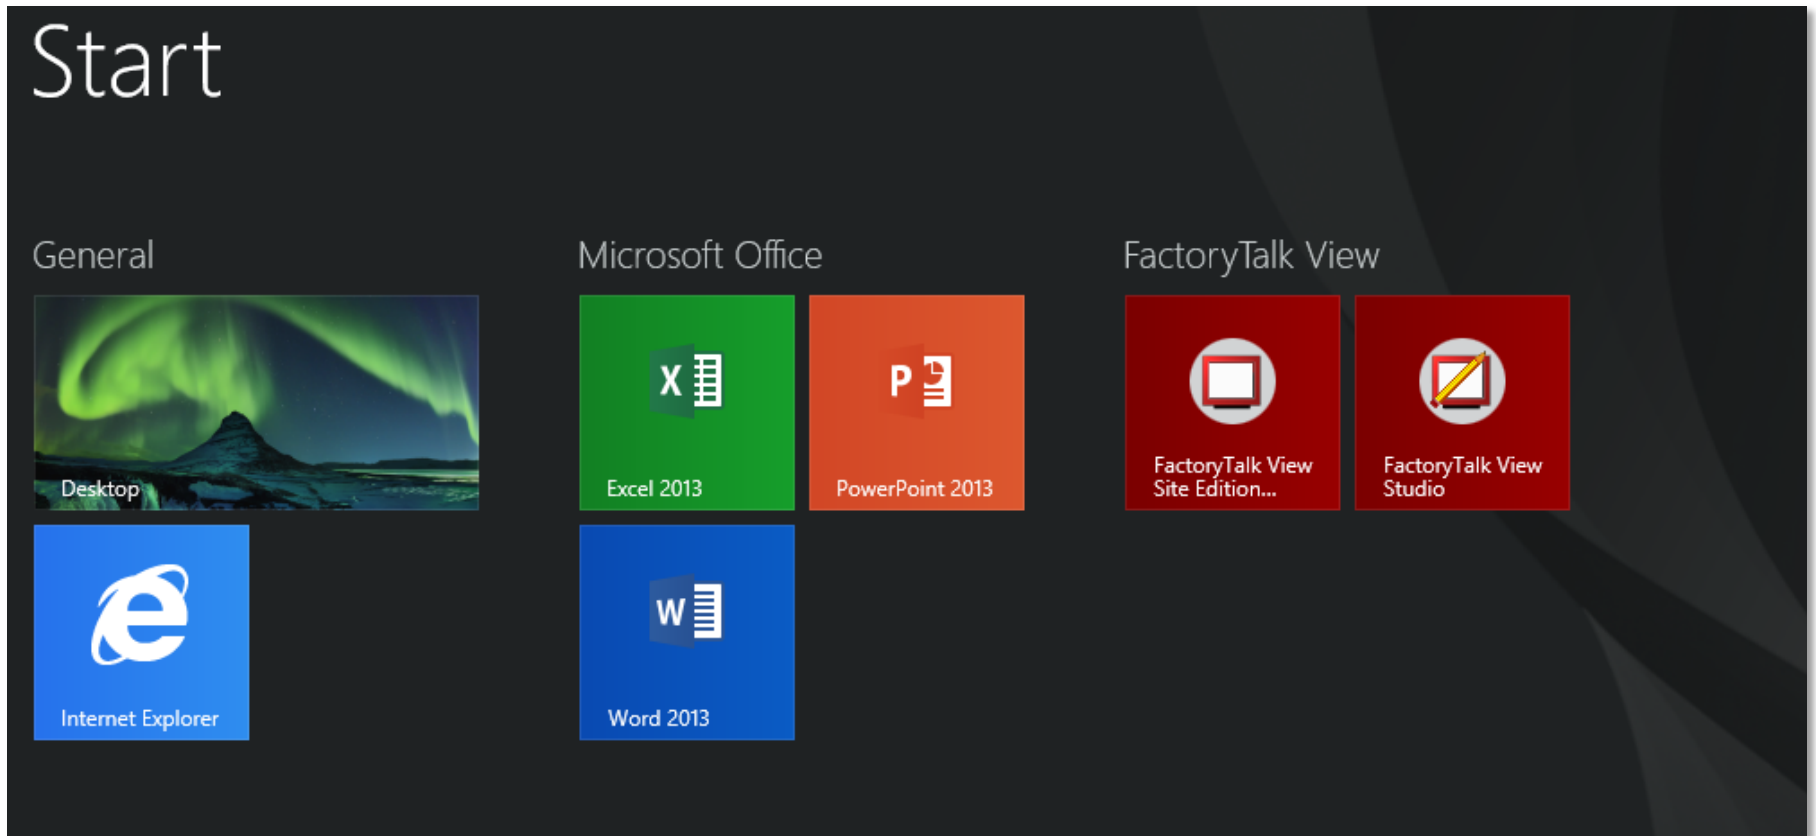 Start
General
Desktop
Internet Explorer
Microsoft Office
X
Excel 2013
P
PowerPoint 2013
W
Word 2013
FactoryTalk View
FactoryTalk View
Site Edition...
FactoryTalk View
Studio